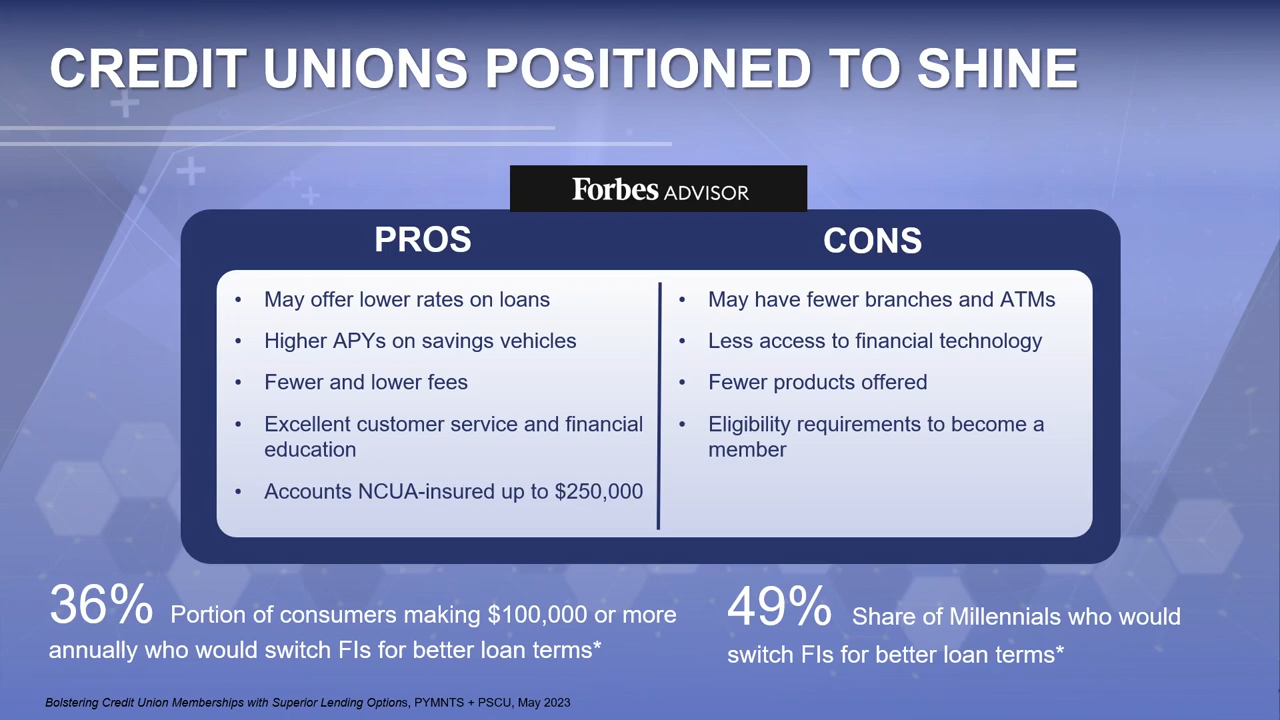 CREDIT UNIONS POSITIONED TO SHINE
Forbes ADVISOR
PROS
• May offer lower rates on loans
• Higher APYs on savings vehicles
• Fewer and lower fees
• Excellent customer service and financial
education
• Accounts NCUA-insured up to $250,000
CONS
• May have fewer branches and ATMs
• Less access to financial technology
• Fewer products offered
• Eligibility requirements to become a
member
36% Portion of consumers making $100,000 or more
annually who would switch FIs for better loan terms*
49% Share of Millennials who would
switch FIs for better loan terms*
Bolstering Credit Union Memberships with Superior Lending Options, PYMNTS + PSCU, May 2023